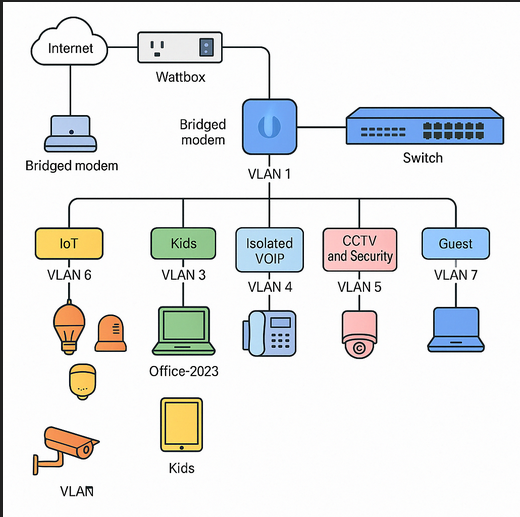 Internet
Wattbox
Bridged modem
Bridged
modem
Switch
VLAN 1
IoT
Kids
Isolated
VOIP
CCTV
and Security
Guest
VLAN 6
VLAN 3
VLAN 4
VLAN 5
VLAN 7
Office-2023
Kids
VLAN